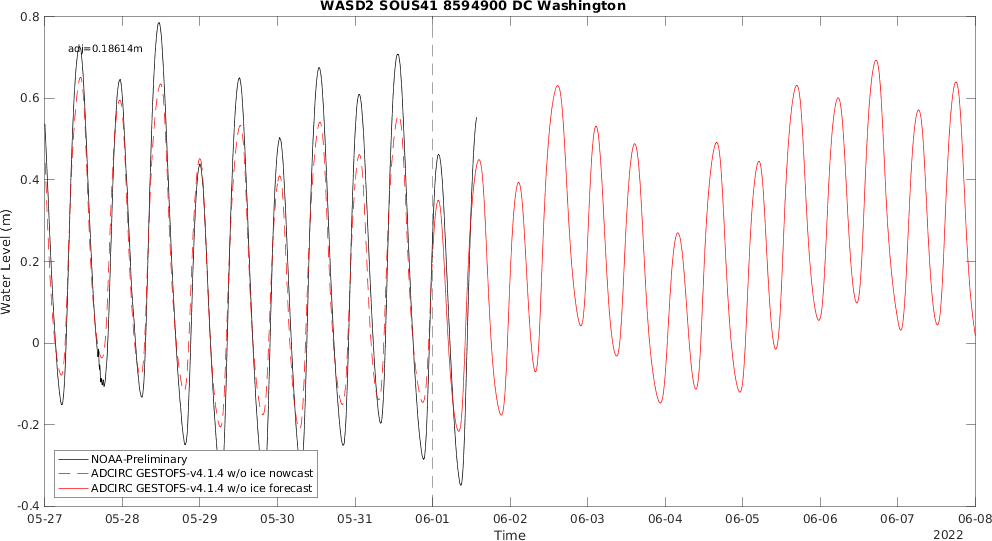 WASD2 SOUS41 8594900 DC Washington
adj=0.18614m
Water Level (m)
0.8
0.6
0.4
0.2
0
-0.2
-0.4
NOAA-Preliminary
ADCIRC GESTOFS-v4.1.4 w/o ice nowcast
ADCIRC GESTOFS-v4.1.4 w/o ice forecast
05-27 05-28 05-29 05-30 05-31 06-01 06-02 06-03 06-04 06-05 06-06 06-07 06-08
Time
2022